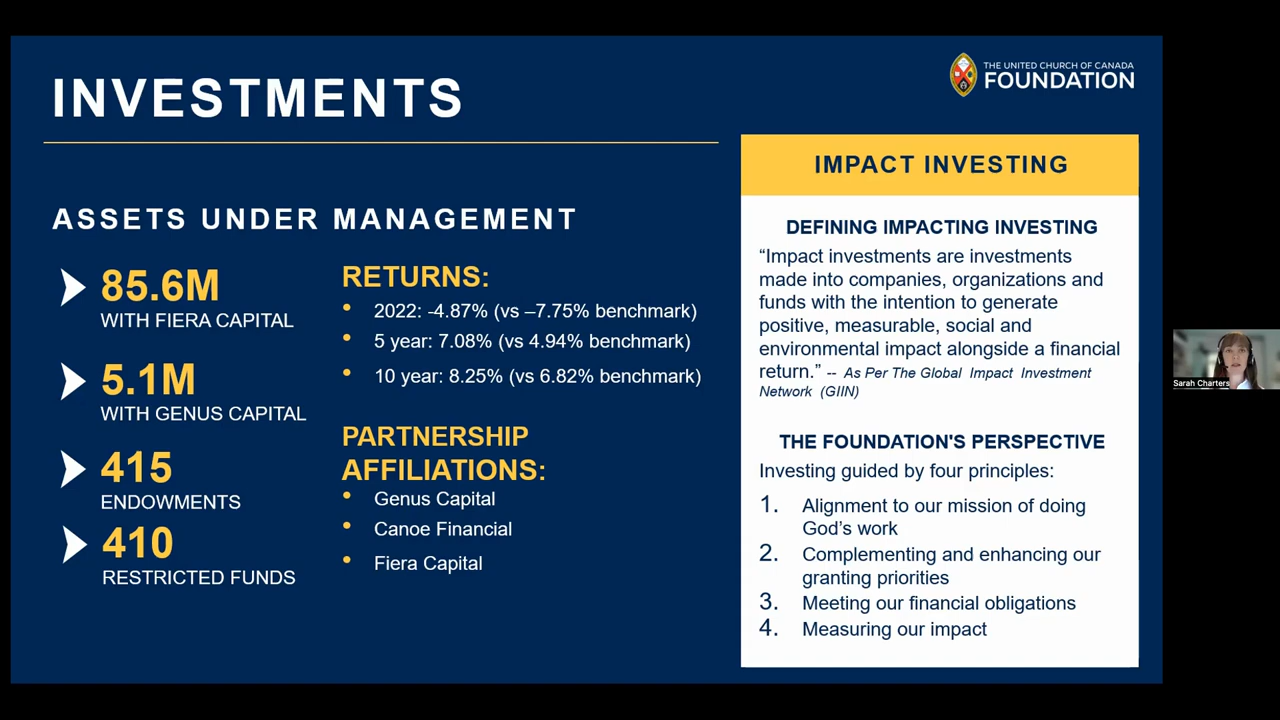 INVESTMENTS
THE UNITED CHURCH OF CANADA
FOUNDATION
ASSETS UNDER MANAGEMENT
85.6M
WITH FIERA CAPITAL
5.1M
WITH GENUS CAPITAL
415
ENDOWMENTS
410
RESTRICTED FUNDS
RETURNS:
• 2022: -4.87% (vs –7.75% benchmark)
• 5 year: 7.08% (vs 4.94% benchmark)
• 10 year: 8.25% (vs 6.82% benchmark)
PARTNERSHIP
AFFILIATIONS:
• Genus Capital
• Canoe Financial
• Fiera Capital
IMPACT INVESTING
DEFINING IMPACTING INVESTING
“Impact investments are investments
made into companies, organizations and
funds with the intention to generate
positive, measurable, social and
environmental impact alongside a financial
return.” -- As Per The Global Impact Investment
Network (GIIN)
THE FOUNDATION'S PERSPECTIVE
Investing guided by four principles:
1. Alignment to our mission of doing
God’s work
2. Complementing and enhancing our
granting priorities
3. Meeting our financial obligations
4. Measuring our impact
Sarah Charters